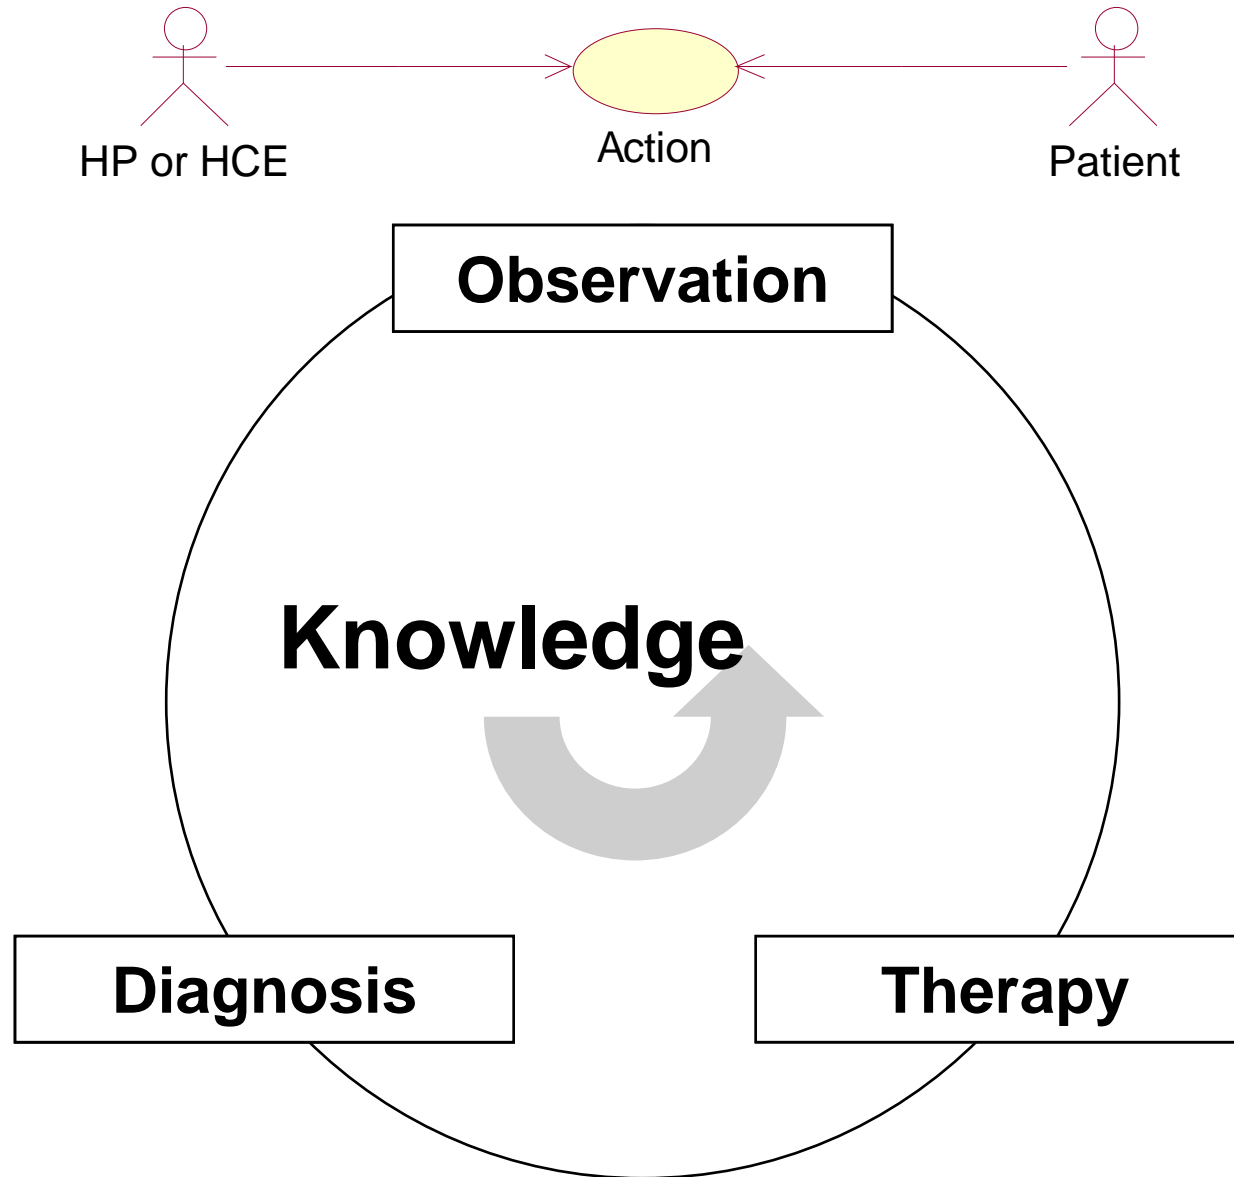 HP or HCE
Action
Patient
Observation
Knowledge
Diagnosis
Therapy